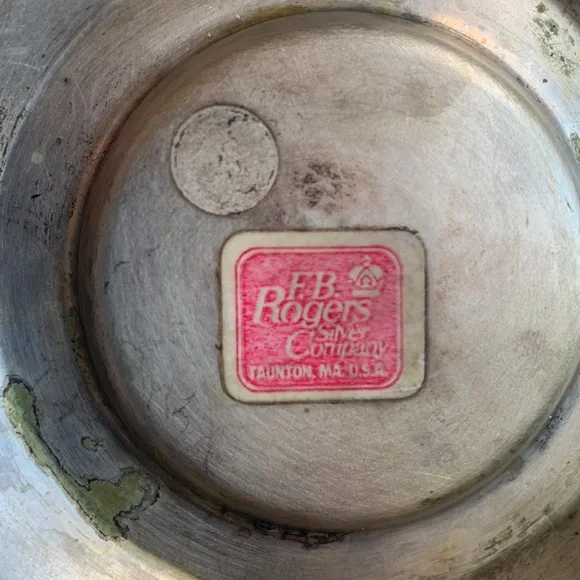 F.B.
Rogers
Silver
Company
TAUNTON, MA. U.S.A.